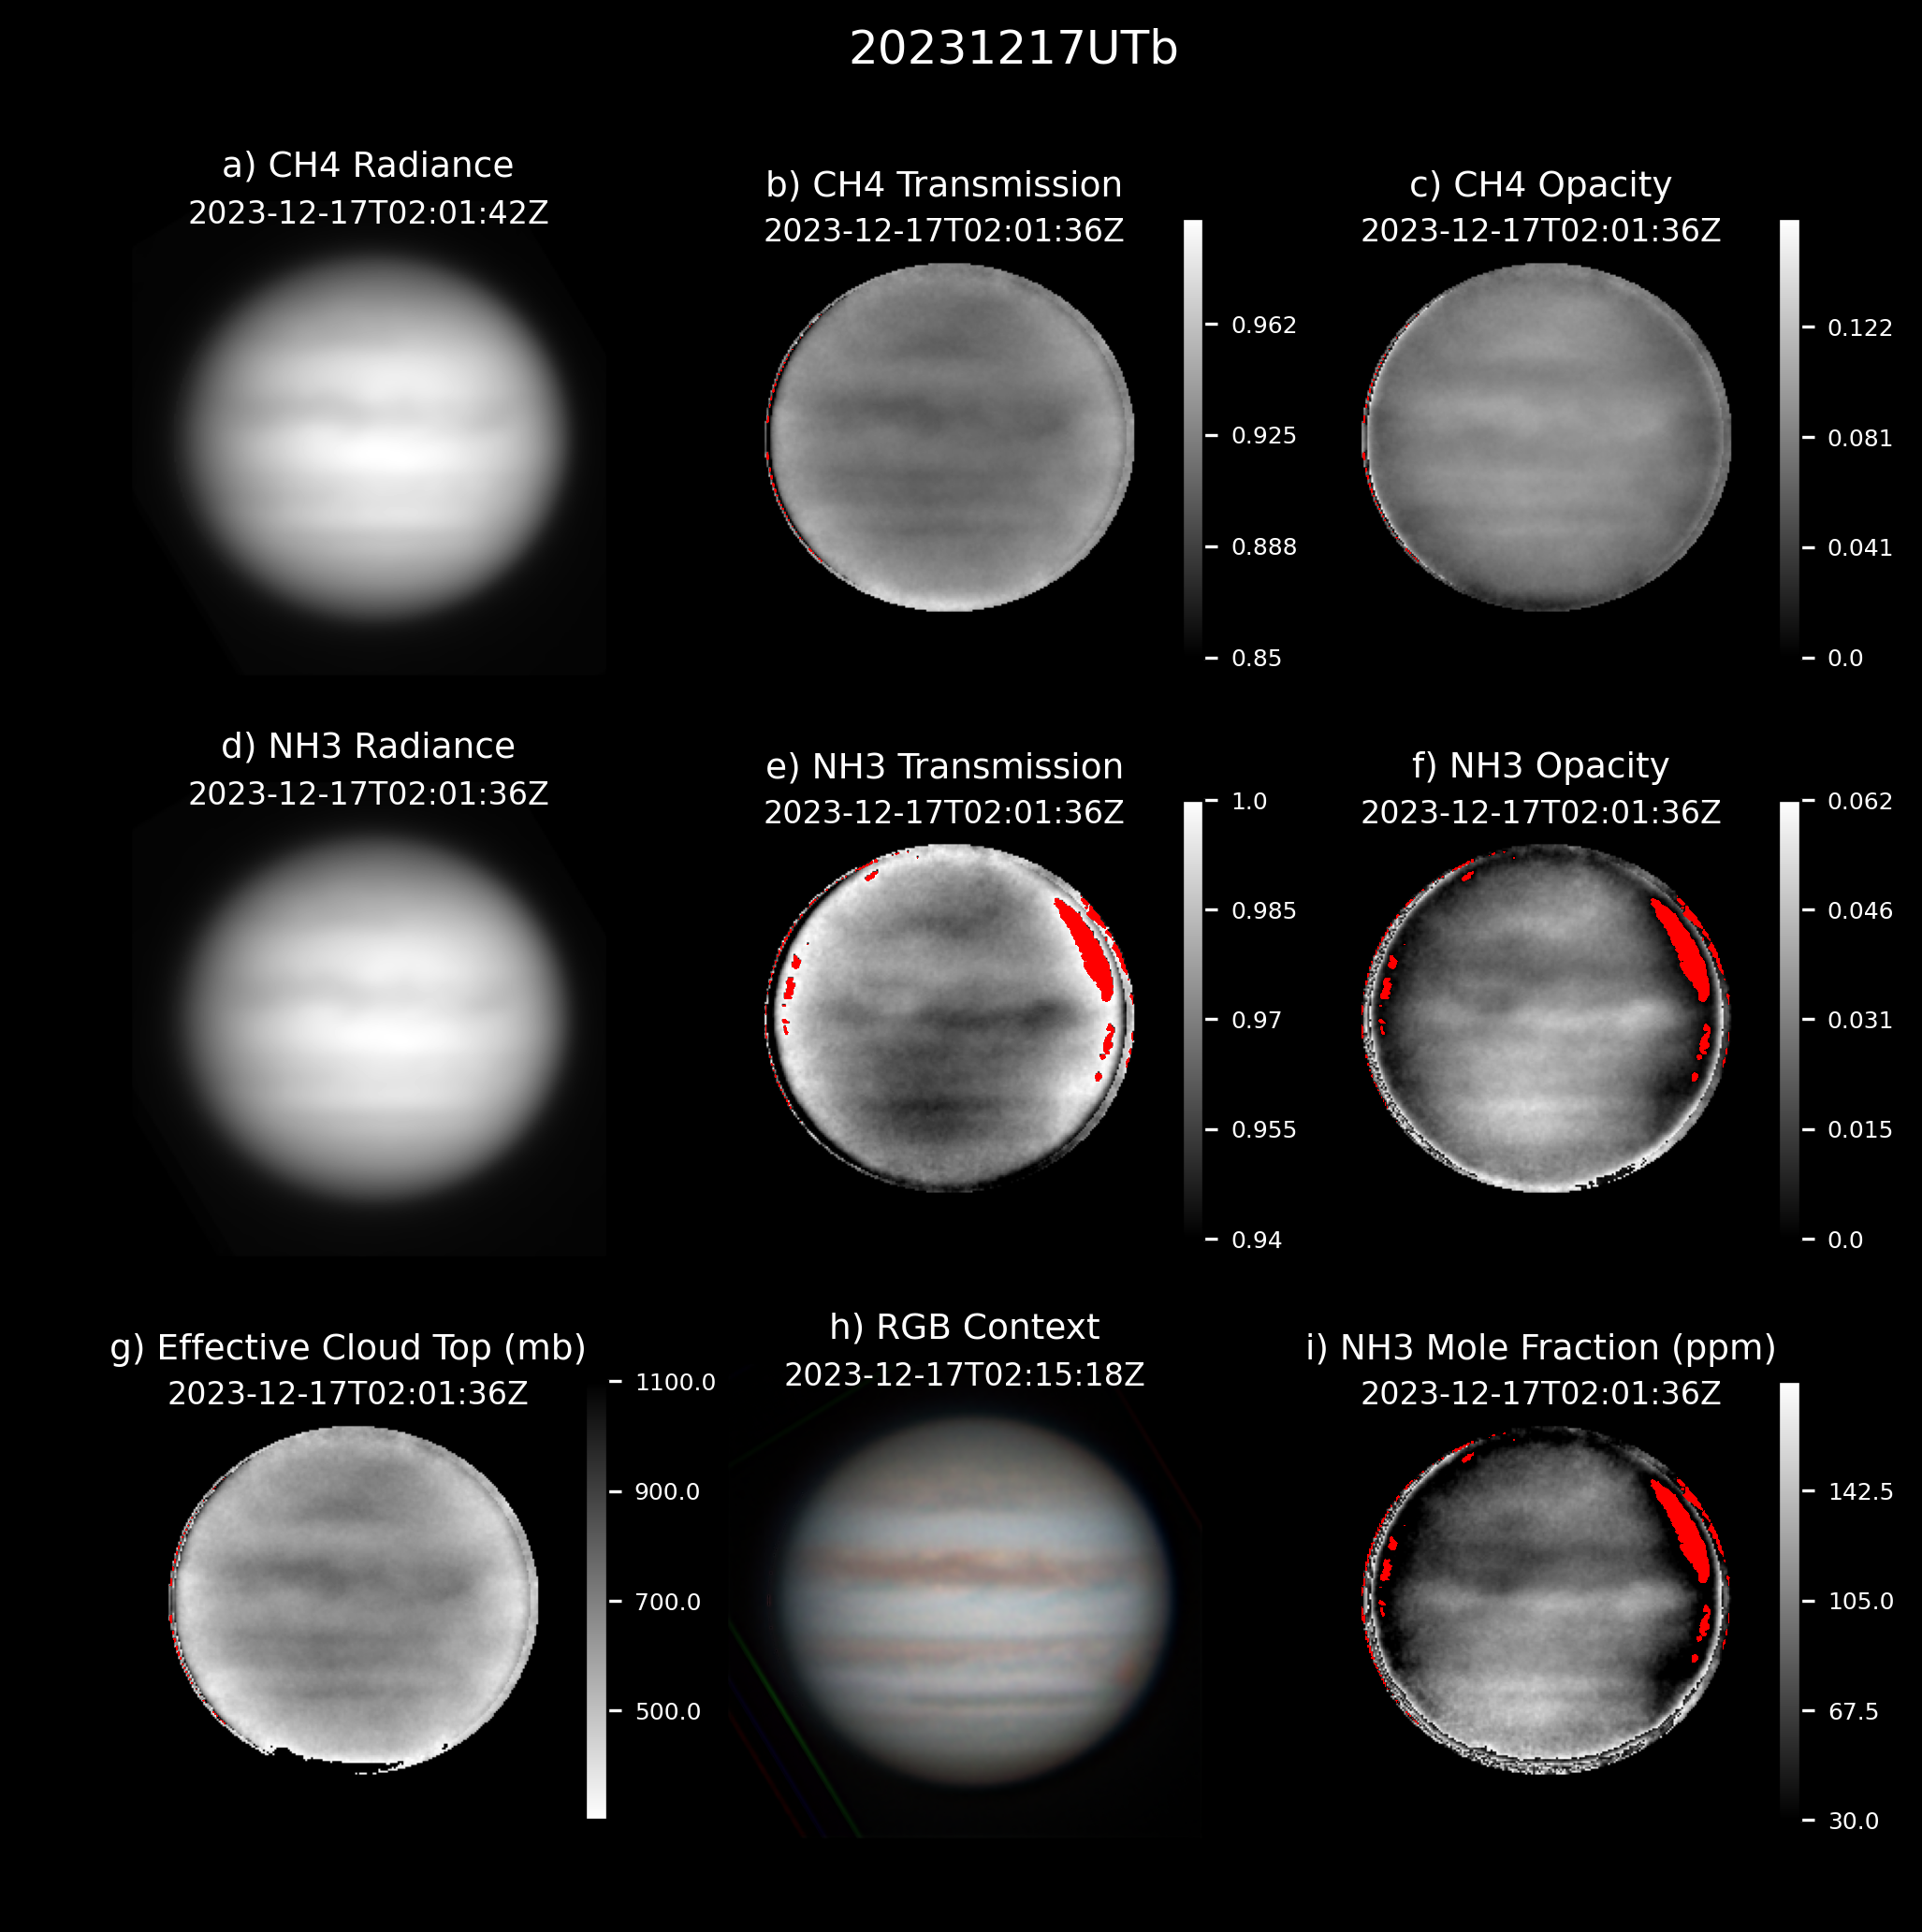 20231217UTb
a) CH4 Radiance
2023-12-17T02:01:42Z
b) CH4 Transmission
2023-12-17T02:01:36Z
0.962
0.925
0.888
0.85
c) CH4 Opacity
2023-12-17T02:01:36Z
0.122
0.081
0.041
0.0
d) NH3 Radiance
2023-12-17T02:01:36Z
e) NH3 Transmission
2023-12-17T02:01:36Z
1.0
0.985
0.97
0.955
0.94
f) NH3 Opacity
2023-12-17T02:01:36Z
0.062
0.046
0.031
0.015
0.0
g) Effective Cloud Top (mb)
2023-12-17T02:01:36Z
1100.0
900.0
700.0
500.0
h) RGB Context
2023-12-17T02:15:18Z
i) NH3 Mole Fraction (ppm)
2023-12-17T02:01:36Z
142.5
105.0
67.5
30.0